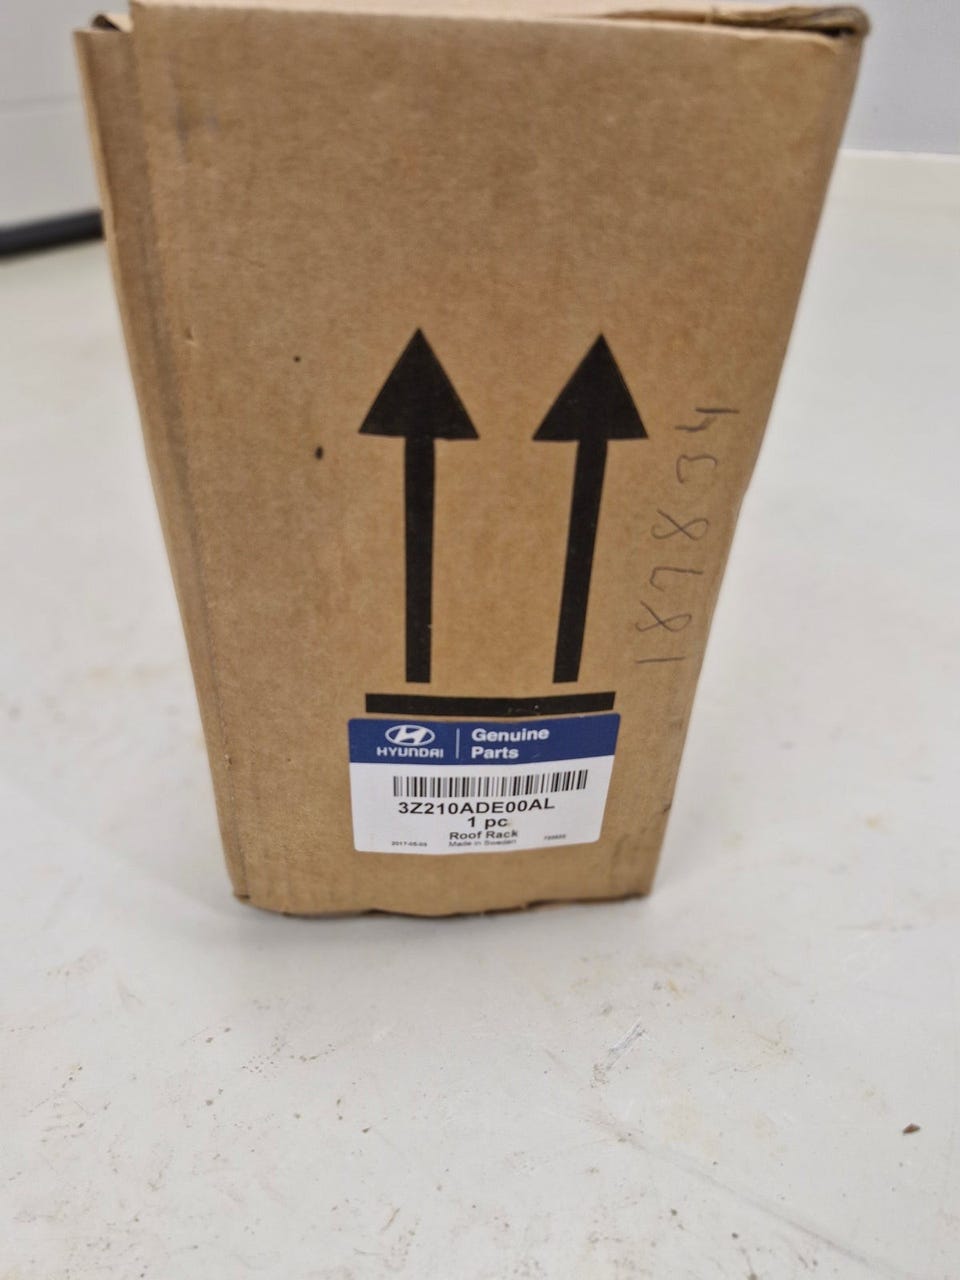 187834
HYUNDAI
Genuine
Parts
3Z210ADE00AL
1 pc
Roof Rack
Made in Sweden